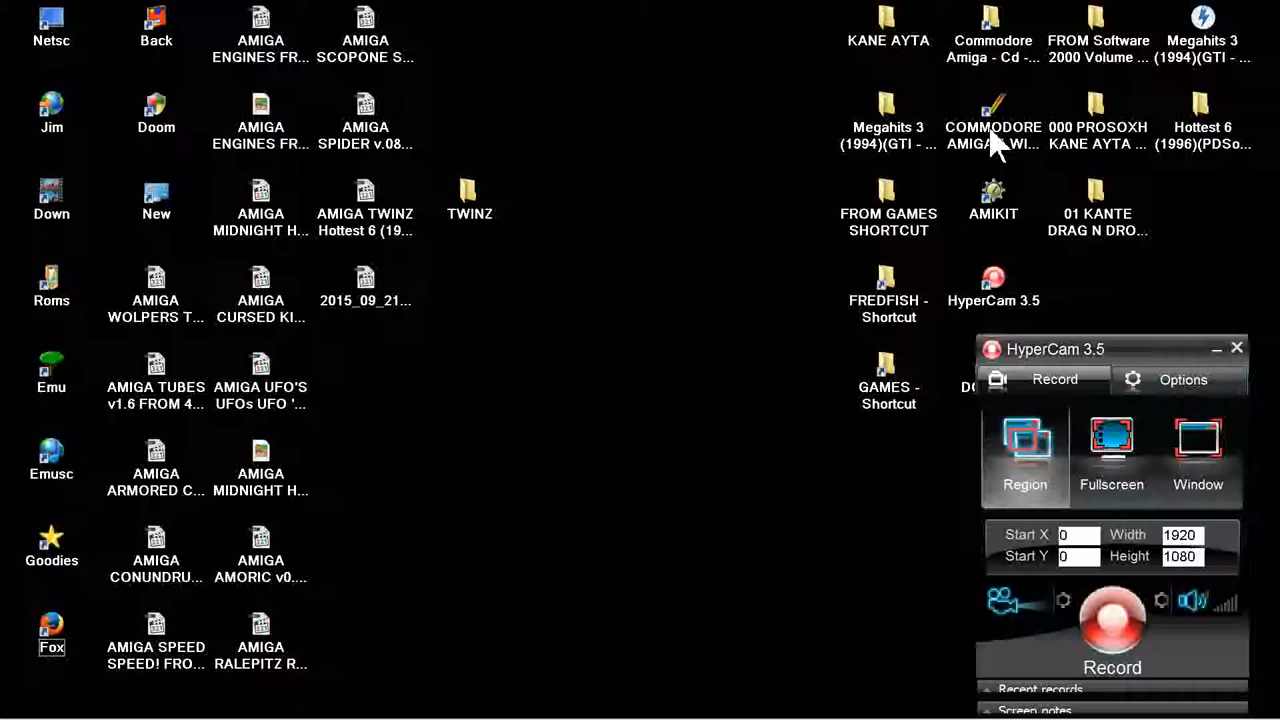 Netsc
Back
AMIGA
ENGINES FR...
AMIGA
SCOPONE S...
KANE AYTA
Commodore
Amiga - Cd -...
FROM Software
2000 Volume ...
Megahits 3
(1994)(GTI - ...
Jim
Doom
AMIGA
ENGINES FR...
AMIGA
SPIDER v.08...
Megahits 3
(1994)(GTI - ...
COMMODORE
AMIGA WI...
000 PROSOXH
KANE AYTA ...
Hottest 6
(1996)(PDSo...
Down
New
AMIGA
MIDNIGHT H...
AMIGA TWINZ
Hottest 6 (19...
TWINZ
FROM GAMES
SHORTCUT
AMIKIT
01 KANTE
DRAG N DRO...
Roms
AMIGA
WOLPERS T...
AMIGA
CURSED KI...
2015_09_21...
FREDFISH -
Shortcut
HyperCam 3.5
Emu
AMIGA TUBES
v1.6 FROM 4...
AMIGA UFO'S
UFOs UFO '...
GAMES -
Shortcut
Emusc
AMIGA
ARMORED C...
AMIGA
MIDNIGHT H...
Goodies
AMIGA
CONUNDRU...
AMIGA
AMORIC v0....
Fox
AMIGA SPEED
SPEED! FRO...
AMIGA
RALEPITZ R...
HyperCam 3.5
Record
Options
Region
Fullscreen
Window
Start X 0 Width 1920
Start Y 0 Height 1080
Record
Recent records
Screen notes